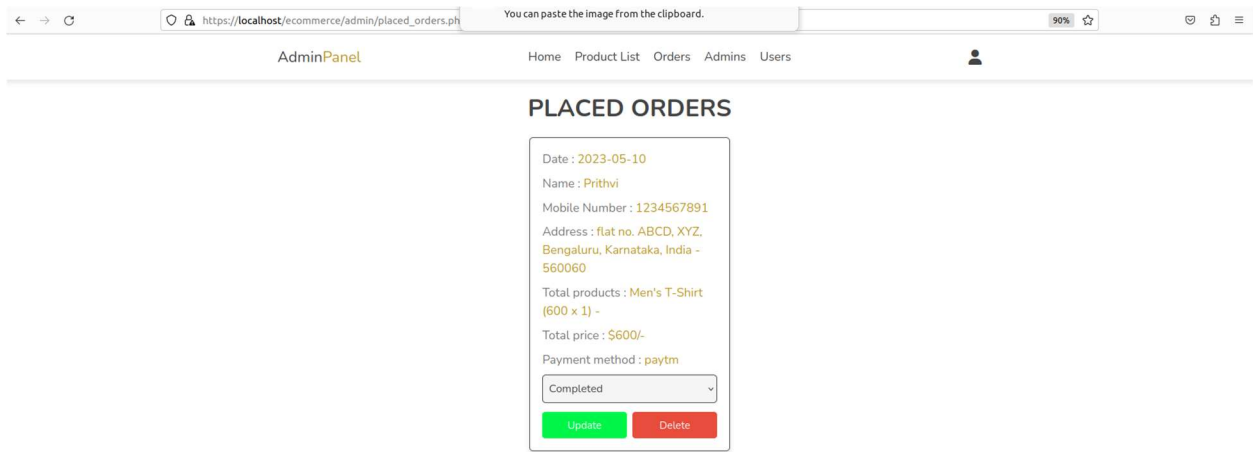 https://localhost/ecommerce/admin/placed_orders.ph
You can paste the image from the clipboard.
90%
AdminPanel
Home Product List Orders Admins Users
PLACED ORDERS
Date : 2023-05-10
Name : Prithvi
Mobile Number : 1234567891
Address : flat no. ABCD, XYZ,
Bengaluru, Karnataka, India -
560060
Total products : Men's T-Shirt
(600 x 1) -
Total price : $600/-
Payment method : paytm
Completed
Update Delete